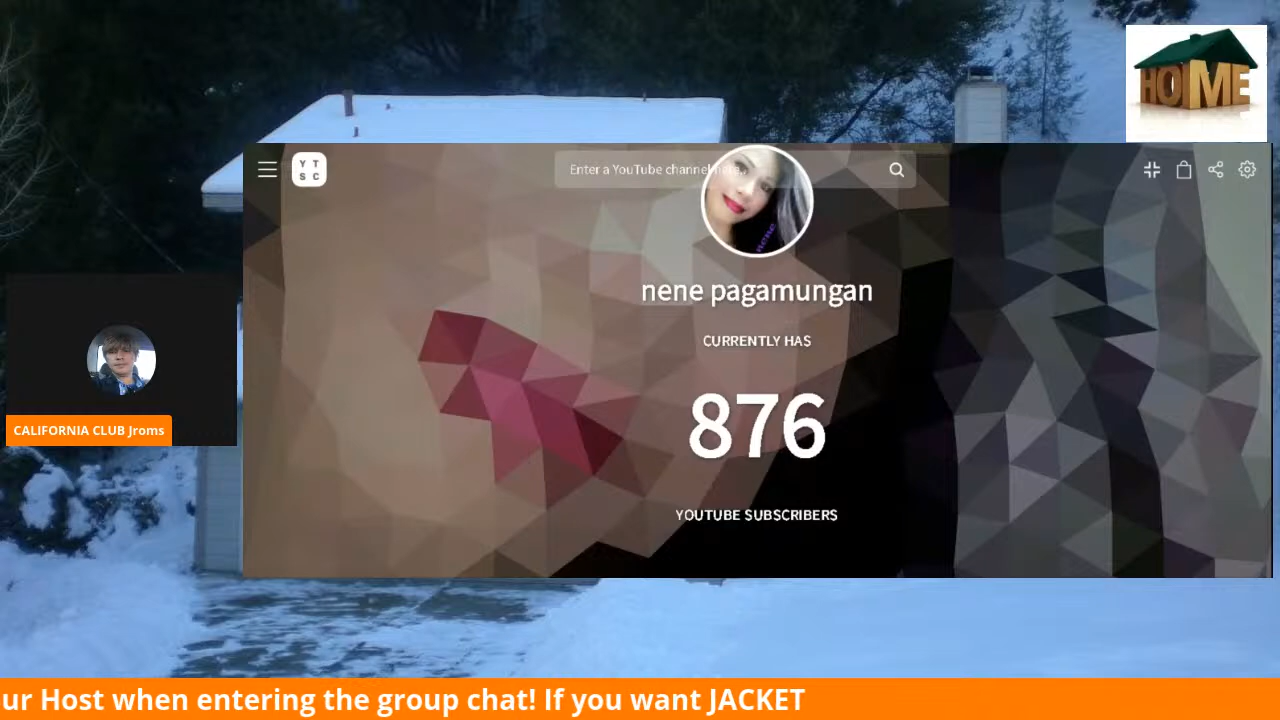 HOME
Y T
S C
Enter a YouTube channel
nene
nene pagamungan
CURRENTLY HAS
876
YOUTUBE SUBSCRIBERS
CALIFORNIA CLUB Jroms
ur Host when entering the group chat! If you want JACKET